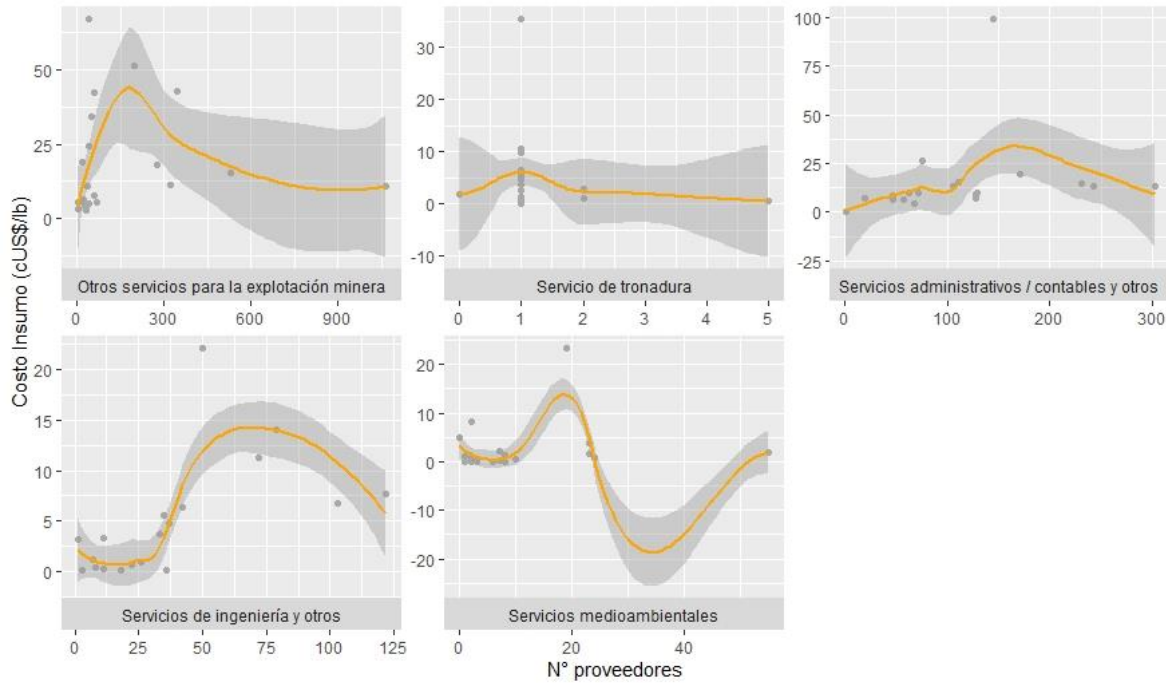 Costo Insumo (cUS$/lb)
50
25
0
Otros servicios para la explotación minera
0 300 600 900
30
20
10
0
-10
Servicio de tronadura
0 1 2 3 4 5
100
75
50
25
0
-25
Servicios administrativos / contables y otros
0 100 200 300
20
15
10
5
0
Servicios de ingeniería y otros
0 25 50 75 100 125
20
10
0
-10
-20
Servicios medioambientales
0 20 40
N° proveedores